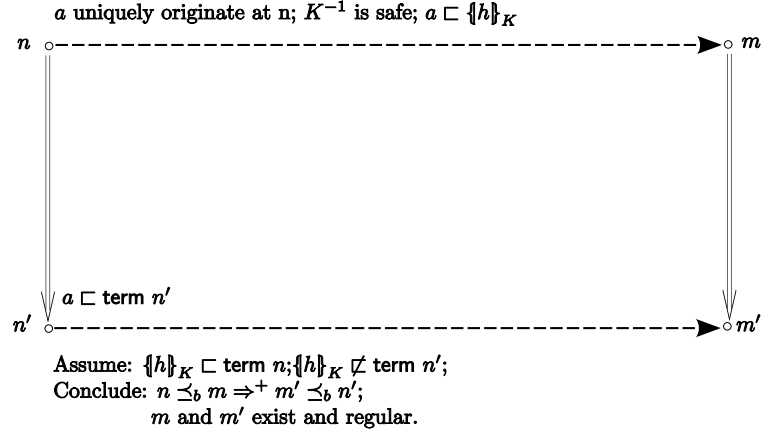 a uniquely originate at n; K⁻¹ is safe; a ⊏ {|h|}_K
n m
a ⊏ term n′
n′ m′
Assume: {|h|}_K ⊏ term n;{|h|}_K ⊏̸ term n′;
Conclude: n ⪯_b m ⇒⁺ m′ ⪯_b n′;
m and m′ exist and regular.